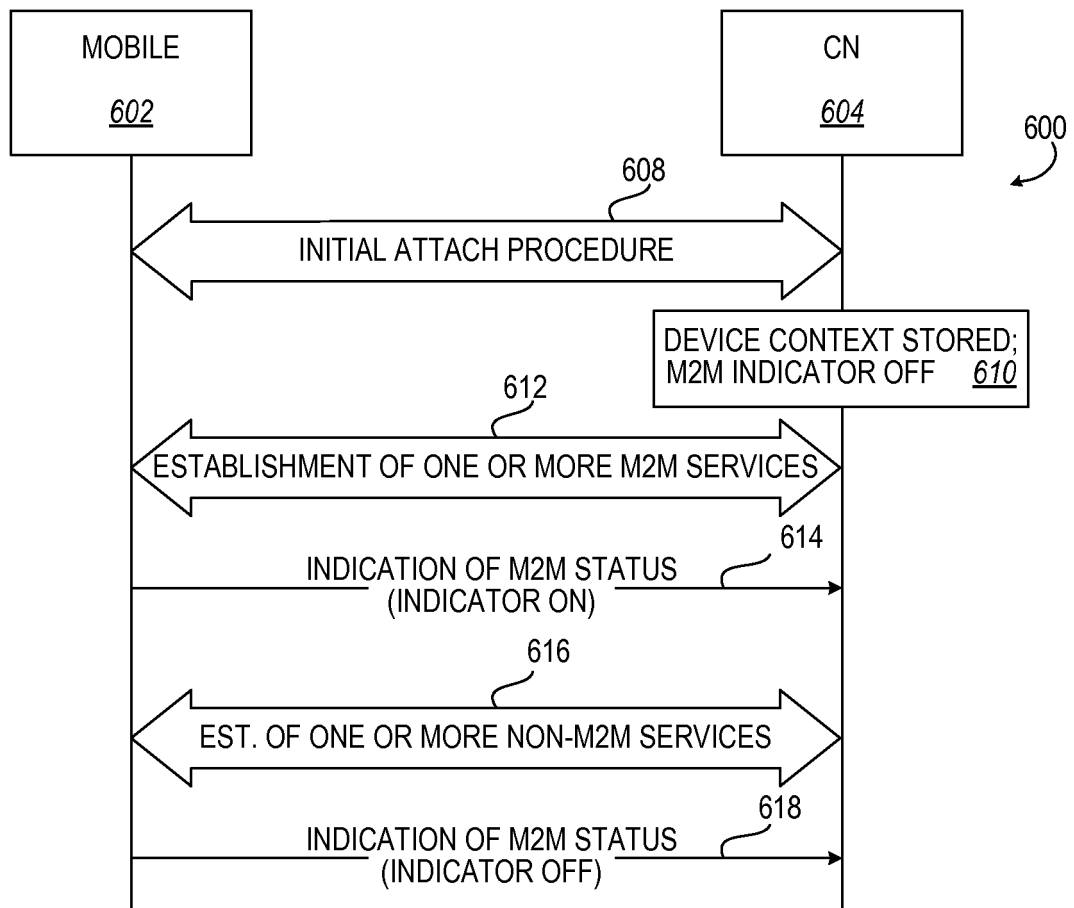 MOBILE
602
CN
604
600
608
INITIAL ATTACH PROCEDURE
DEVICE CONTEXT STORED;
M2M INDICATOR OFF 610
612
ESTABLISHMENT OF ONE OR MORE M2M SERVICES
614
INDICATION OF M2M STATUS
(INDICATOR ON)
616
EST. OF ONE OR MORE NON-M2M SERVICES
618
INDICATION OF M2M STATUS
(INDICATOR OFF)